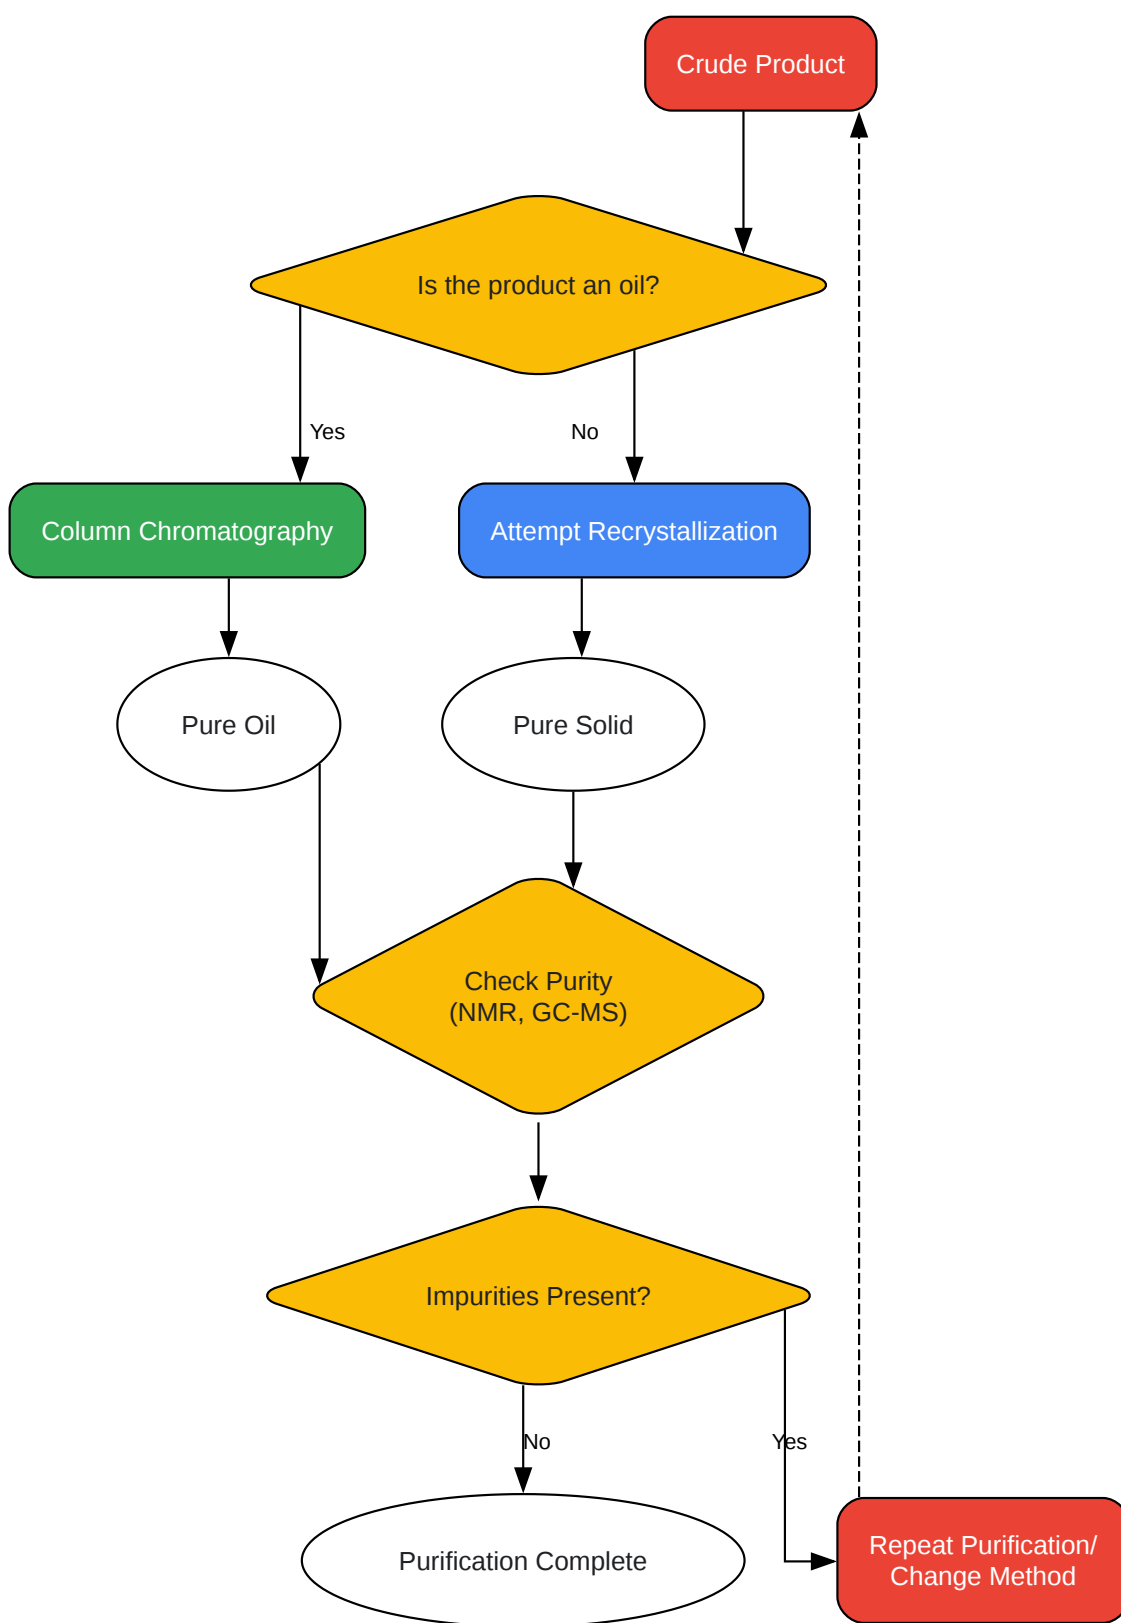 Crude Product
Is the product an oil?
Yes
No
Column Chromatography
Attempt Recrystallization
Pure Oil
Pure Solid
Check Purity
(NMR, GC-MS)
Impurities Present?
No
Yes
Purification Complete
Repeat Purification/
Change Method